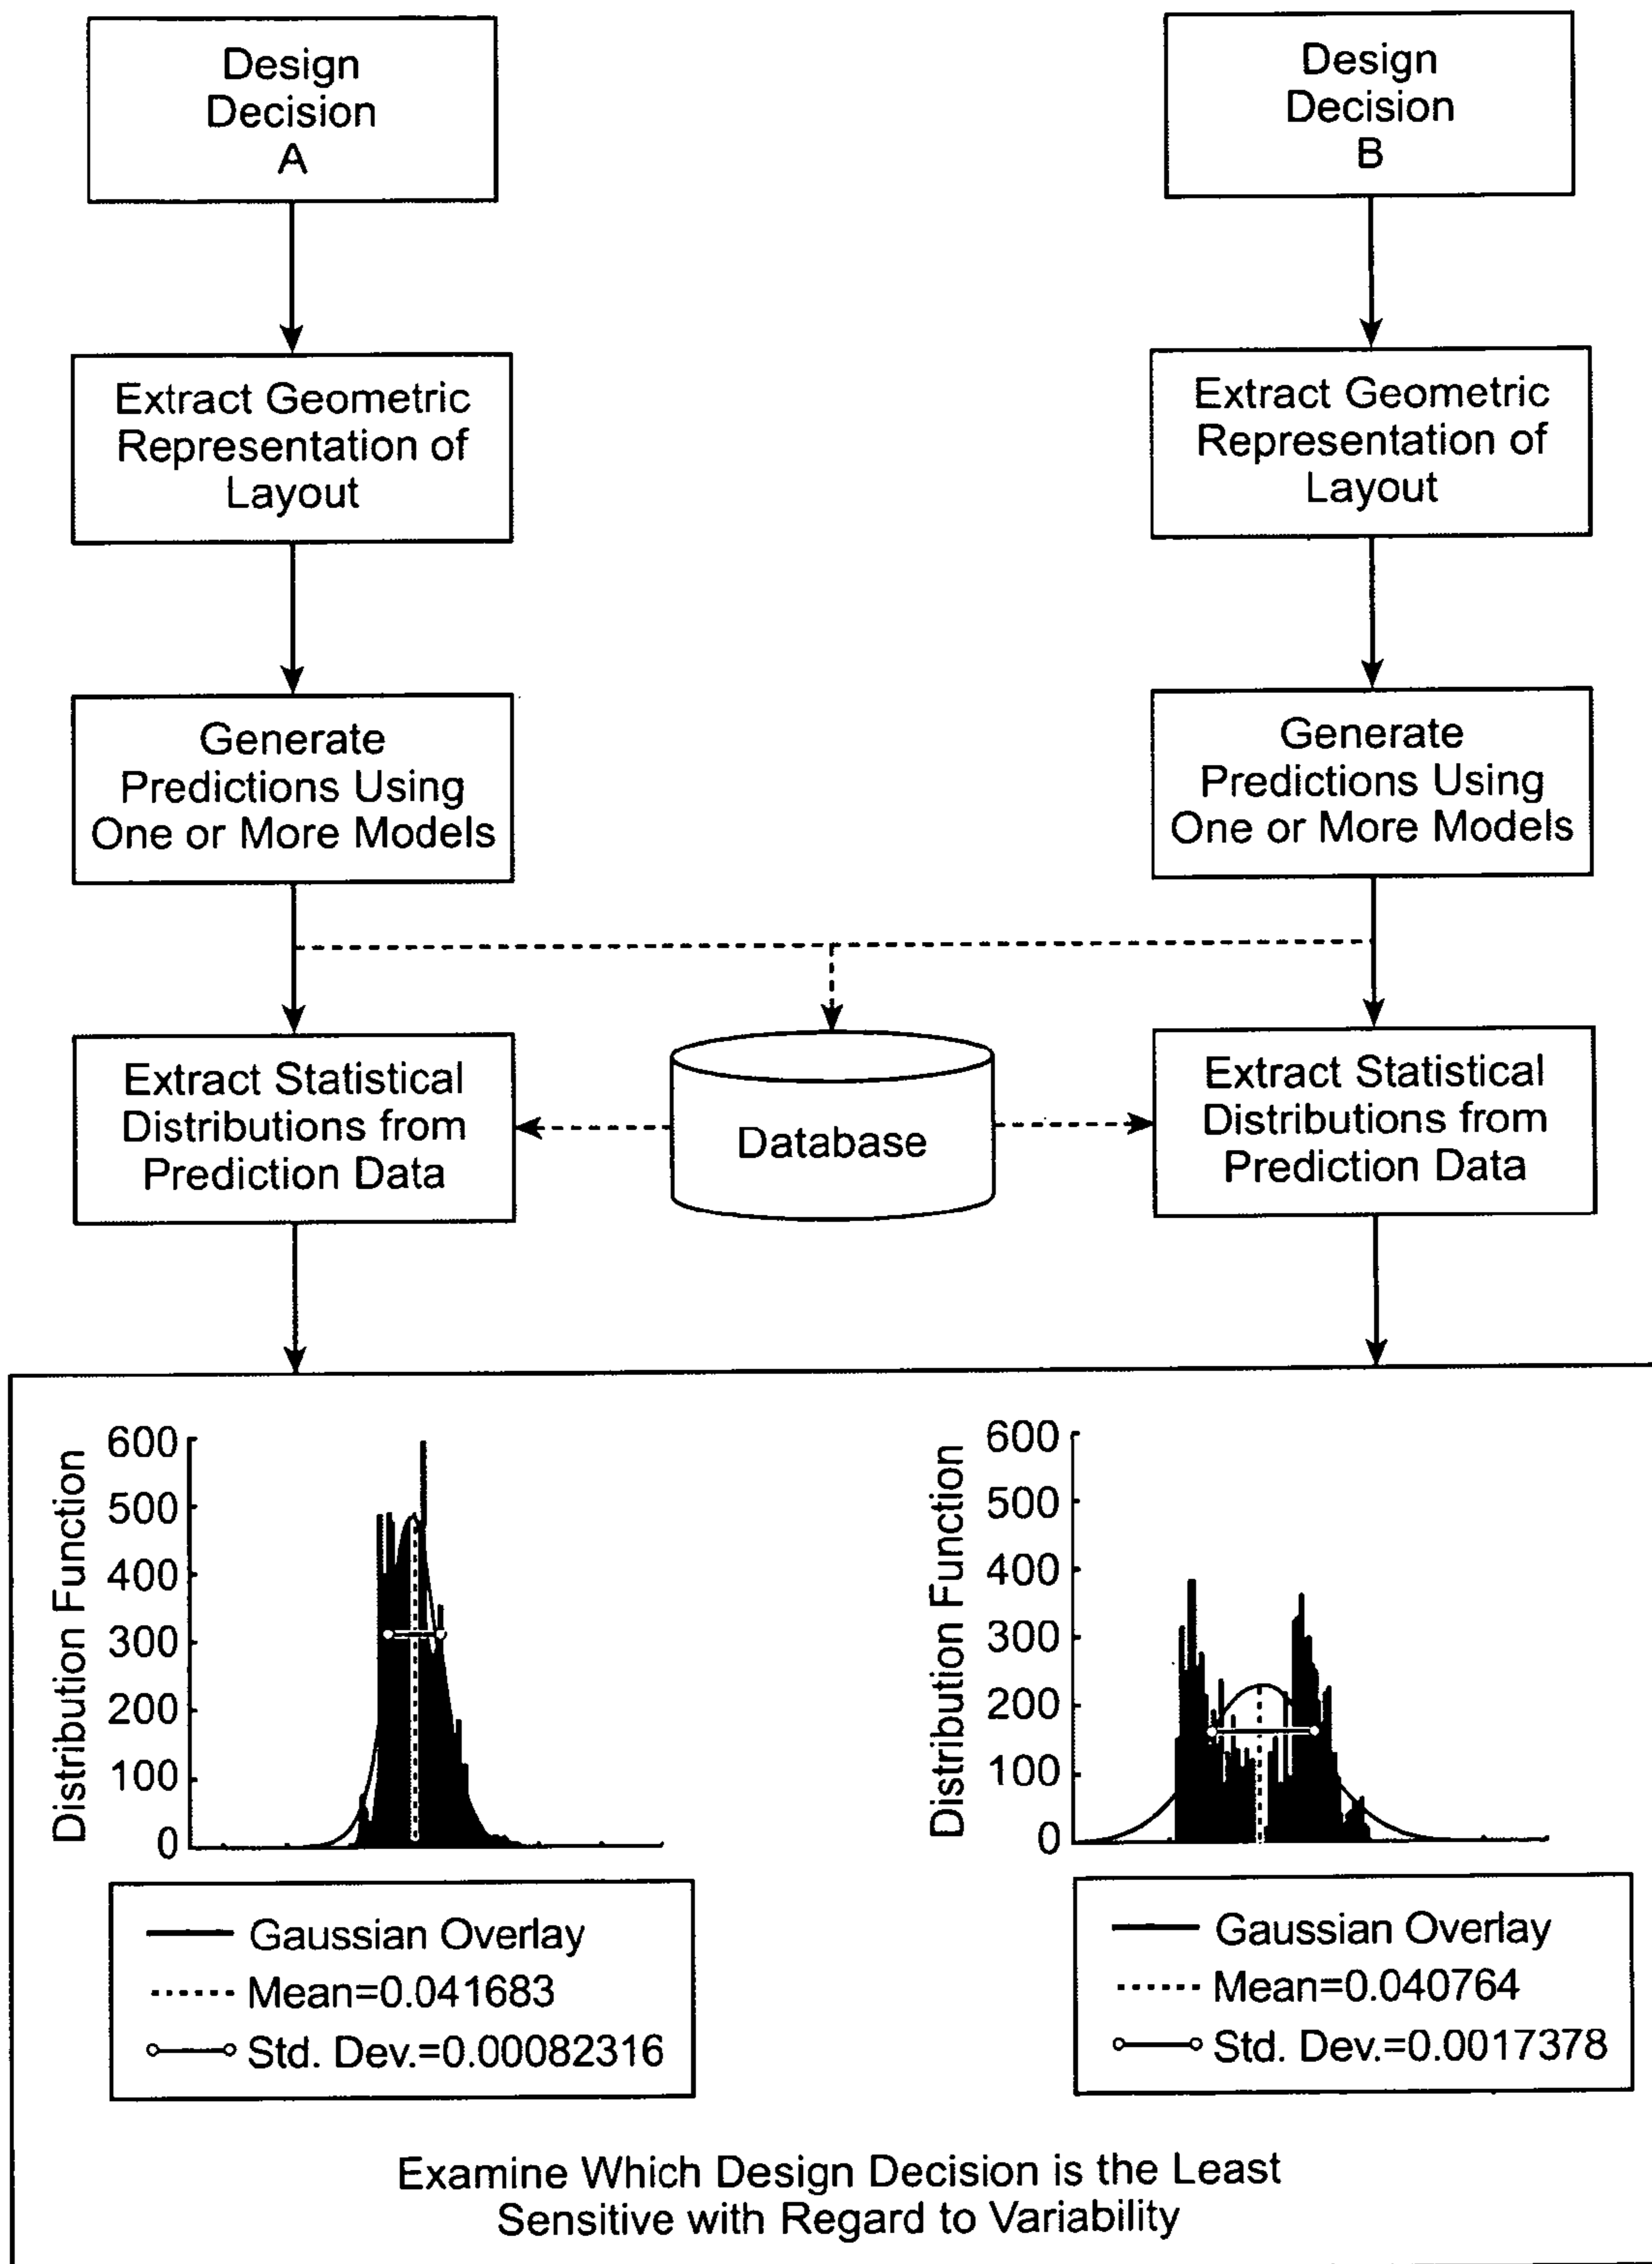 Design
Decision
A
Design
Decision
B
Extract Geometric
Representation of
Layout
Extract Geometric
Representation of
Layout
Generate
Predictions Using
One or More Models
Generate
Predictions Using
One or More Models
Extract Statistical
Distributions from
Prediction Data
Database
Extract Statistical
Distributions from
Prediction Data
Distribution Function
600
500
400
300
200
100
0
Gaussian Overlay
Mean=0.041683
Std. Dev.=0.00082316
Distribution Function
600
500
400
300
200
100
0
Gaussian Overlay
Mean=0.040764
Std. Dev.=0.0017378
Examine Which Design Decision is the Least
Sensitive with Regard to Variability